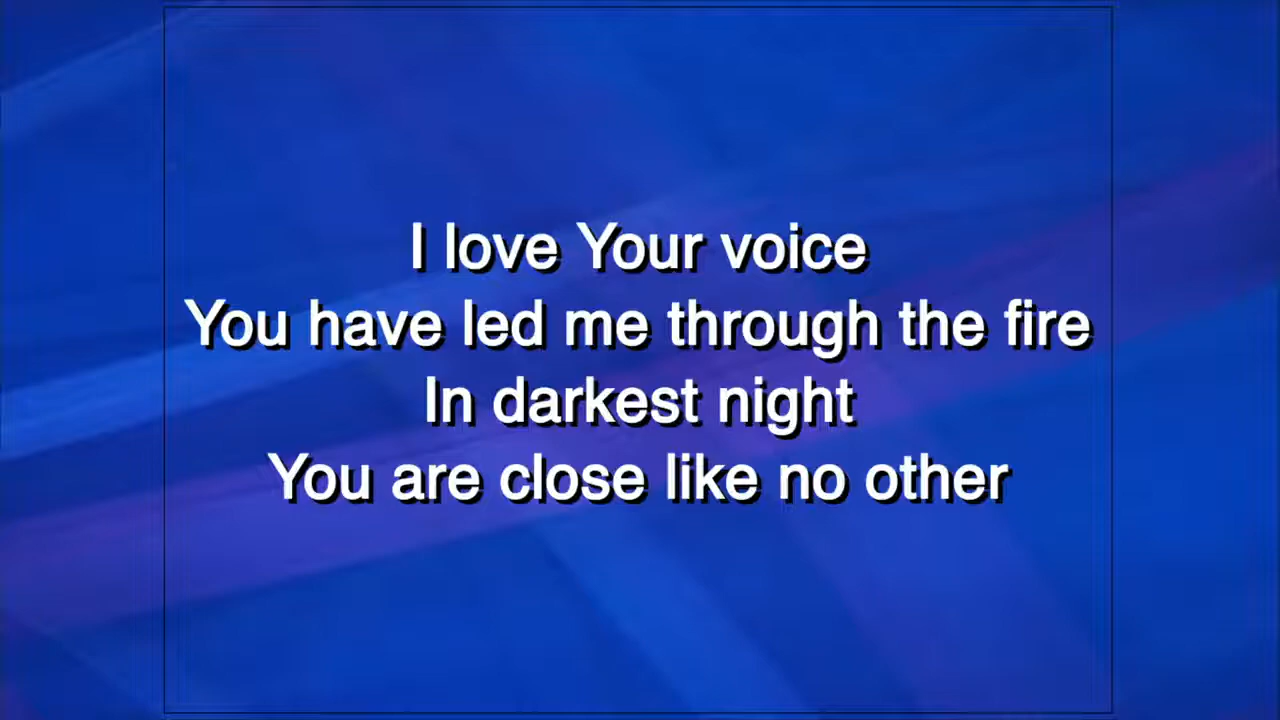 I love Your voice
You have led me through the fire
In darkest night
You are close like no other